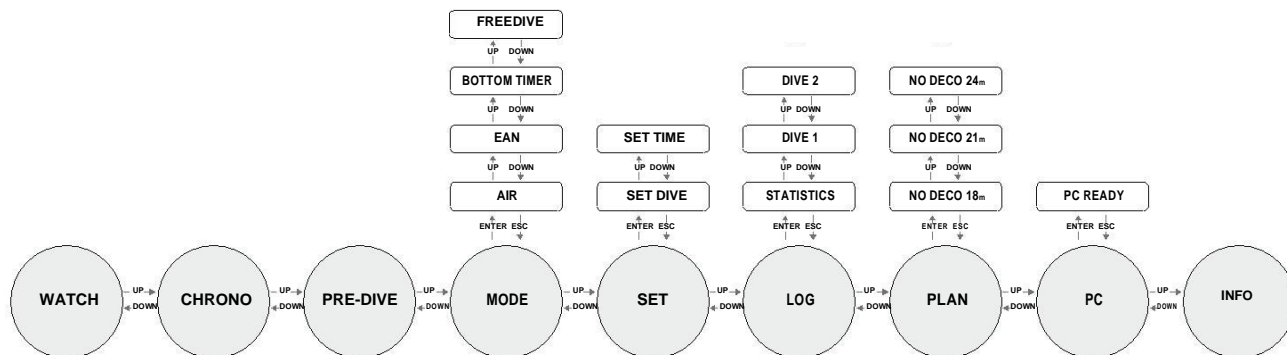 FREEDIVE
UP DOWN
BOTTOM TIMER DIVE 2 NO DECO 24m
UP DOWN UP DOWN UP DOWN
EAN SET TIME DIVE 1 NO DECO 21m
UP DOWN UP DOWN UP DOWN UP DOWN
AIR SET DIVE STATISTICS NO DECO 18m PC READY
ENTER ESC ENTER ESC ENTER ESC ENTER ESC ENTER ESC
UP UP UP UP UP UP UP UP
WATCH CHRONO PRE-DIVE MODE SET LOG PLAN PC INFO
DOWN DOWN DOWN DOWN DOWN DOWN DOWN DOWN